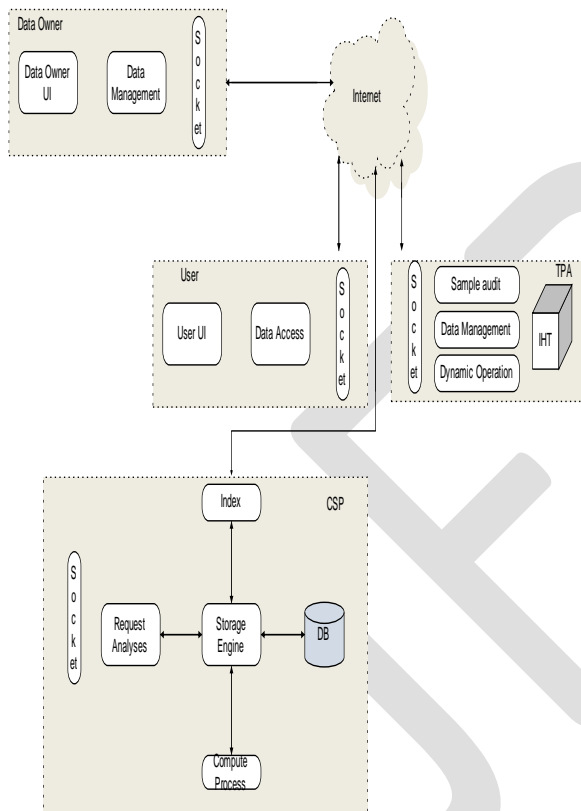 Data Owner
Data Owner
UI
Data
Management
S
o
c
k
et
Internet
User
User UI
Data Access
S
o
c
k
et
TPA
S
o
c
k
et
Sample audit
Data Management
Dynamic Operation
IHT
CSP
Index
S
o
c
k
et
Request
Analyses
Storage
Engine
DB
Compute
Process